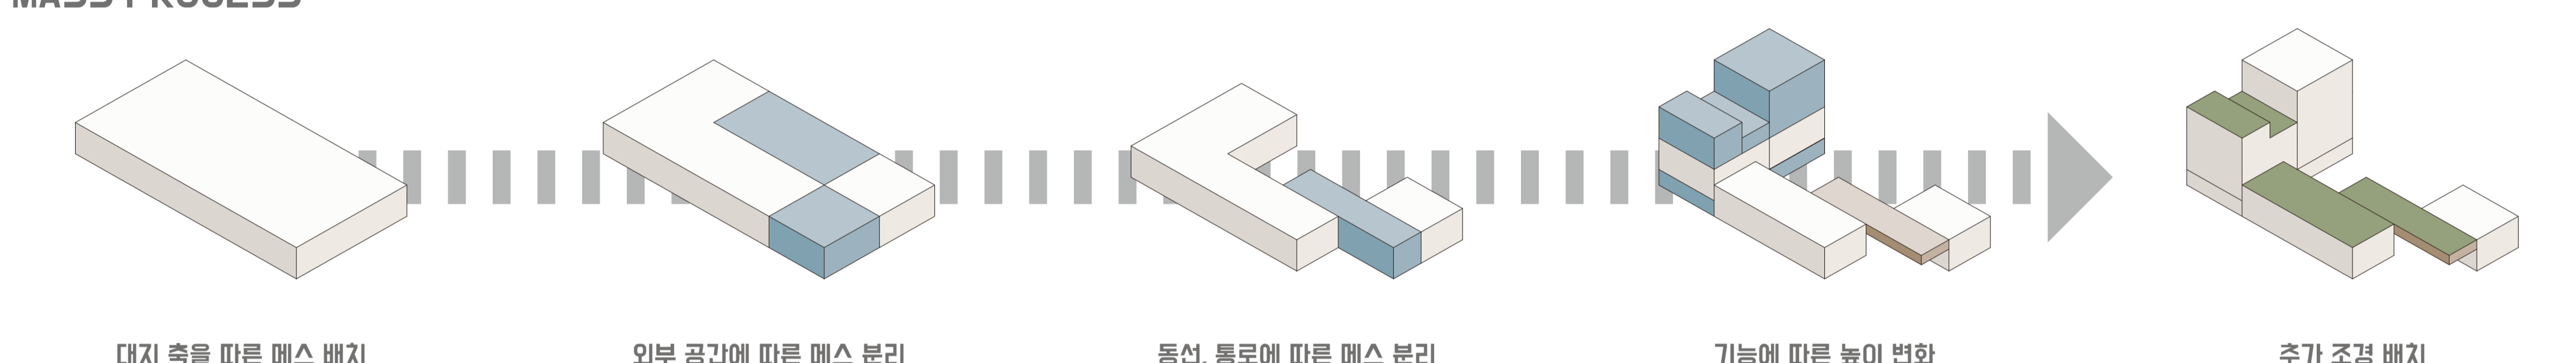 MASS PROCESS
대지 축을 따른 메스 배치
외부 공간에 따른 메스 분리
동선, 통로에 따른 메스 분리
기능에 따른 높이 변화
추가 조경 배치